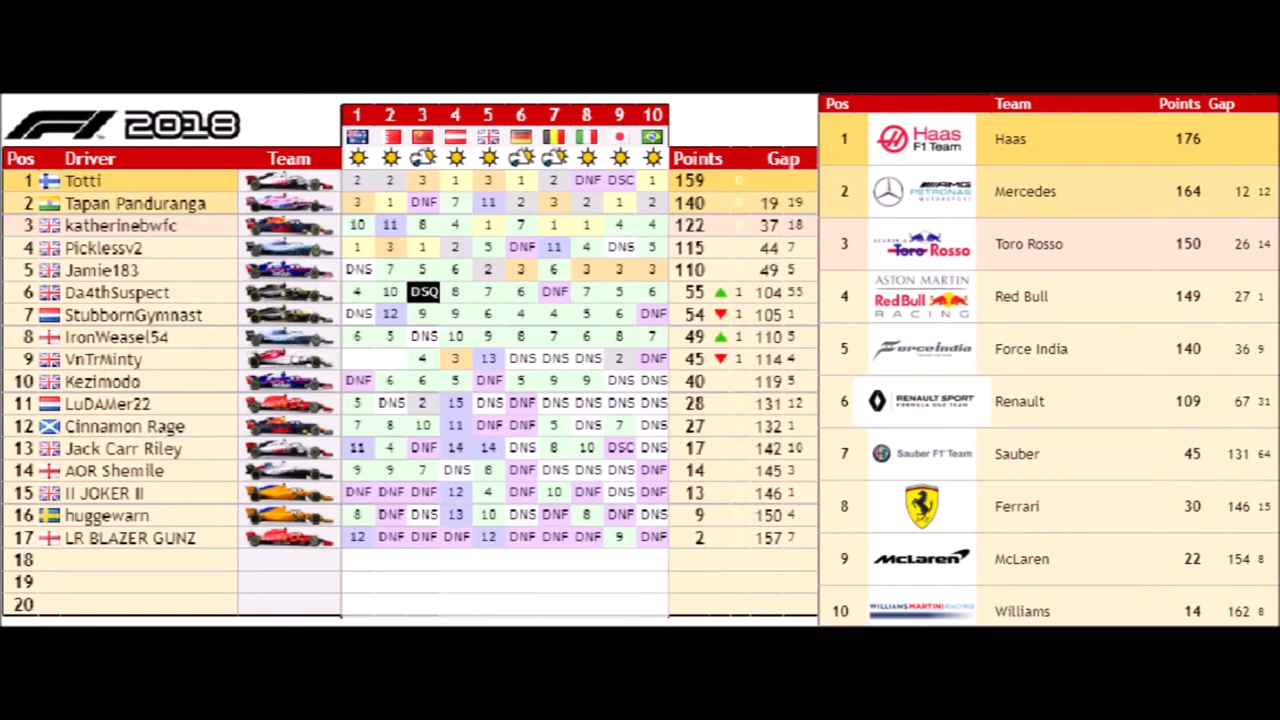 F1 2018
1 2 3 4 5 6 7 8 9 10
Pos Driver Team Points Gap
1 Totti 2 2 3 1 3 1 2 DNF DSC 1 159 0
2 Tapan Panduranga 3 1 DNF 7 11 2 3 2 1 2 140 19 19
3 katherinebwfc 10 11 8 4 1 7 1 1 4 4 122 37 18
4 Picklessv2 1 3 1 2 5 DNF 11 4 DNS 5 115 44 7
5 Jamie183 DNS 7 5 6 2 3 6 3 3 3 110 49 5
6 Da4thSuspect 4 10 DSQ 8 7 6 DNF 7 5 6 55 1 104 55
7 StubbornGymnast DNS 12 9 9 6 4 4 6 6 DNF 54 1 105 1
8 IronWeasel54 6 5 DNS 10 9 8 7 6 8 7 49 1 110 5
9 VnTrMinty 4 3 13 DNS DNS DNS 2 DNF 45 1 114 4
10 Kezimodo DNF 6 6 5 DNF 5 9 9 DNS DNS 40 119 5
11 LuDAMer22 5 DNS 2 15 DNS DNF DNS DNS DNS DNS 28 131 12
12 Cinnamon Rage 7 8 10 11 DNF DNF 5 DNS 7 DNS 27 132 1
13 Jack Carr Riley 11 4 DNF 14 14 DNS 8 10 DSC DNS 17 142 10
14 AOR Shemile 9 9 7 DNS 8 DNF DNS DNS DNS DNF 14 145 3
15 II JOKER II DNF DNF DNF 12 4 DNF 10 DNF DNS DNF 13 146 1
16 huggewarn 8 DNF DNS 13 10 DNS DNF 8 DNF DNS 9 150 4
17 LR BLAZER GUNZ 12 DNF DNF DNF 12 DNF DNF DNF 9 DNF 2 157 7
18
19
20
Pos Team Points Gap
1 Haas F1 Team Haas 176
2 AMG PETRONAS MOTORSPORT Mercedes 164 12 12
3 SCUDERIA Toro Rosso Toro Rosso 150 26 14
4 ASTON MARTIN Red Bull RACING Red Bull 149 27 1
5 Force India Force India 140 36 9
6 RENAULT SPORT FORMULA ONE TEAM Renault 109 67 31
7 Sauber F1 Team Sauber 45 131 64
8 Ferrari 30 146 15
9 McLaren McLaren 22 154 8
10 WILLIAMS MARTINI RACING Williams 14 162 8